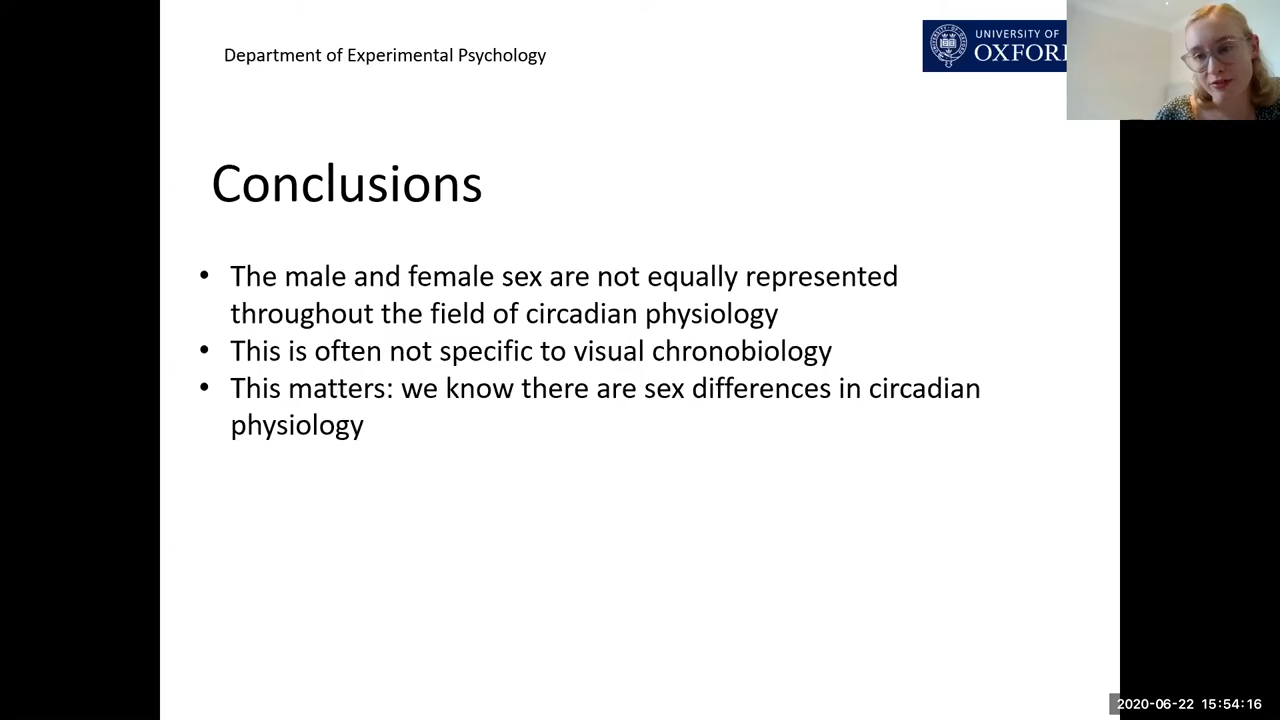 Department of Experimental Psychology
UNIVERSITY OF
OXFORD
Conclusions
• The male and female sex are not equally represented
throughout the field of circadian physiology
• This is often not specific to visual chronobiology
• This matters: we know there are sex differences in circadian
physiology
2020-06-22 15:54:16